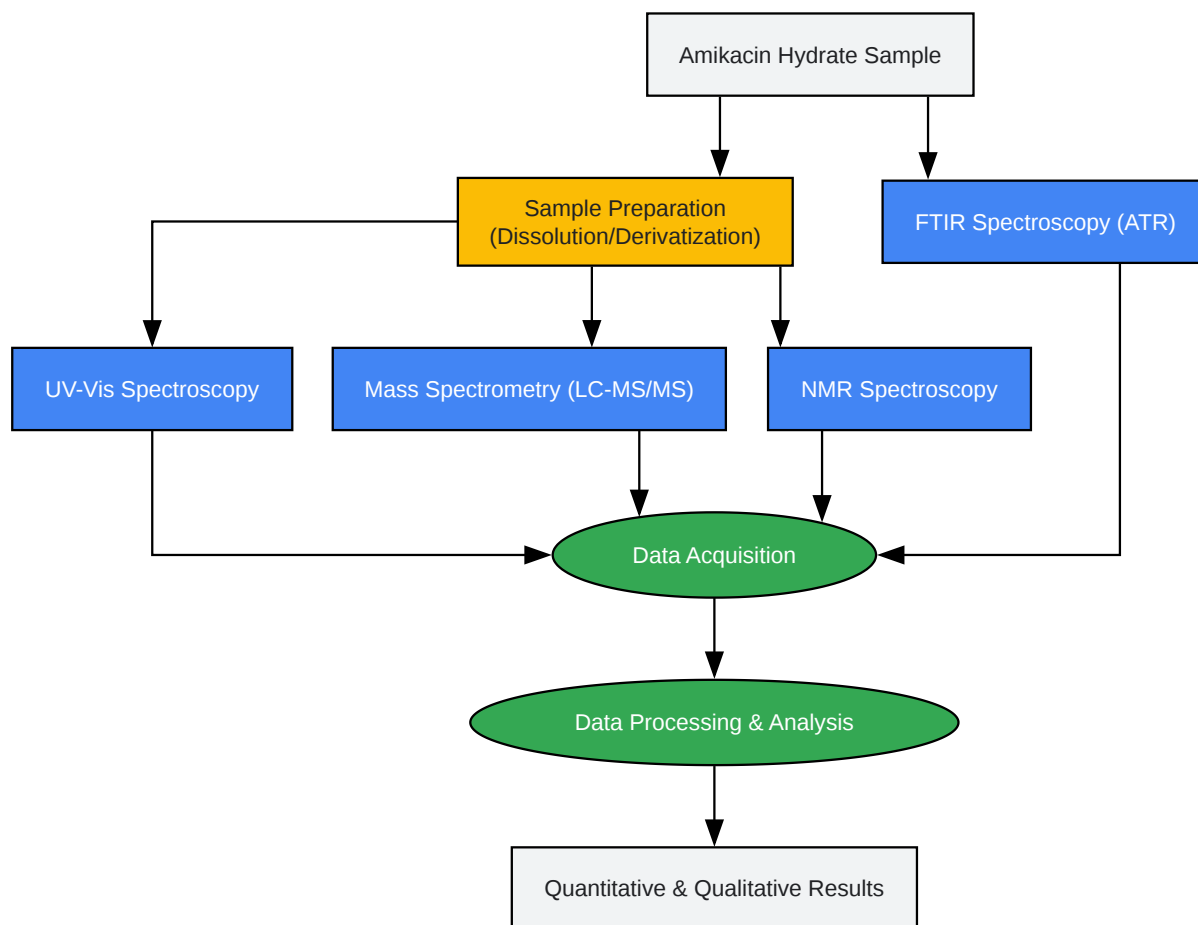 Amikacin Hydrate Sample
Sample Preparation
(Dissolution/Derivatization)
FTIR Spectroscopy (ATR)
UV-Vis Spectroscopy
Mass Spectrometry (LC-MS/MS)
NMR Spectroscopy
Data Acquisition
Data Processing & Analysis
Quantitative & Qualitative Results